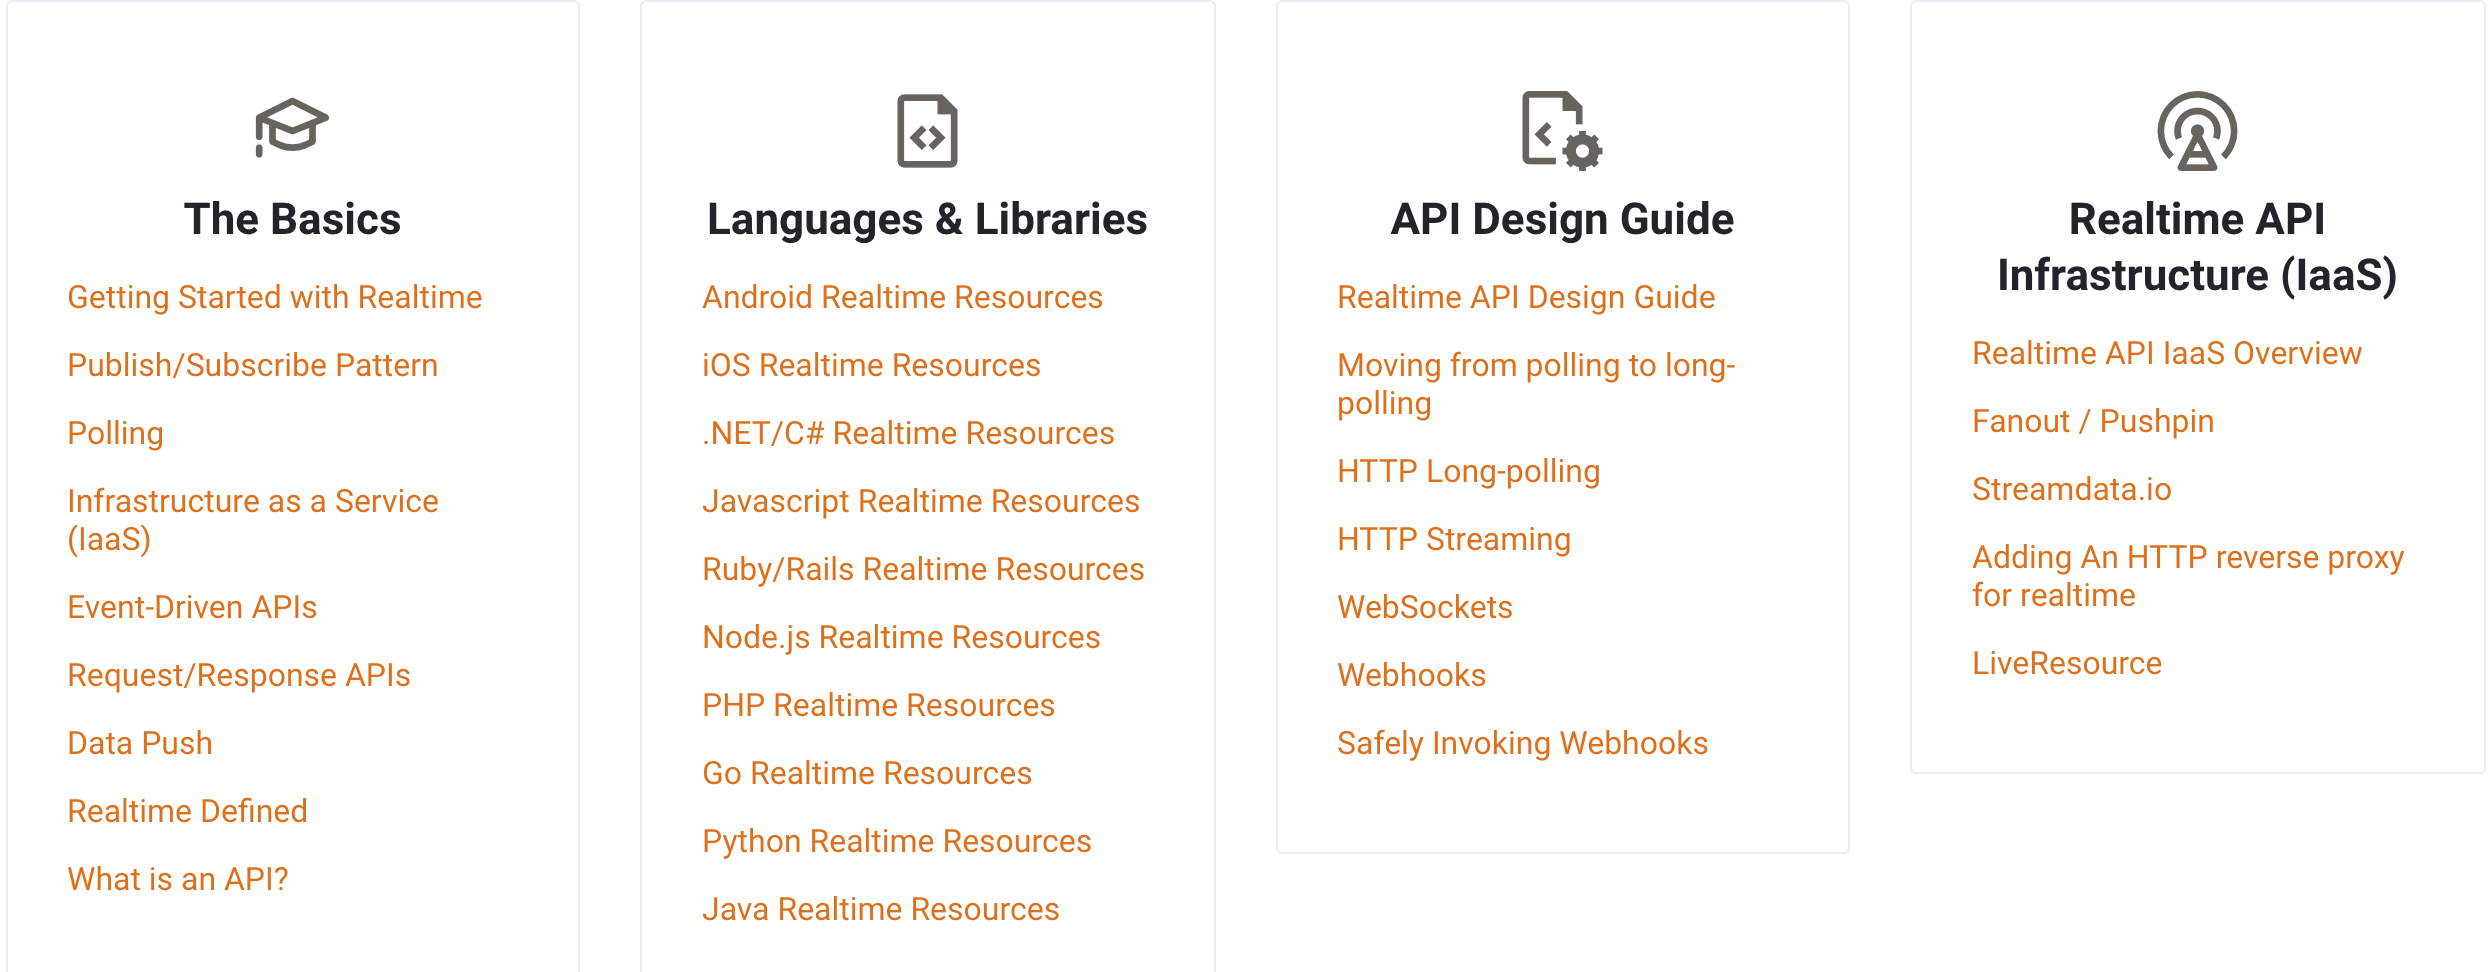 The Basics
Getting Started with Realtime
Publish/Subscribe Pattern
Polling
Infrastructure as a Service
(IaaS)
Event-Driven APIs
Request/Response APIs
Data Push
Realtime Defined
What is an API?
Languages & Libraries
Android Realtime Resources
iOS Realtime Resources
.NET/C# Realtime Resources
Javascript Realtime Resources
Ruby/Rails Realtime Resources
Node.js Realtime Resources
PHP Realtime Resources
Go Realtime Resources
Python Realtime Resources
Java Realtime Resources
API Design Guide
Realtime API Design Guide
Moving from polling to long-
polling
HTTP Long-polling
HTTP Streaming
WebSockets
Webhooks
Safely Invoking Webhooks
Realtime API
Infrastructure (IaaS)
Realtime API IaaS Overview
Fanout / Pushpin
Streamdata.io
Adding An HTTP reverse proxy
for realtime
LiveResource